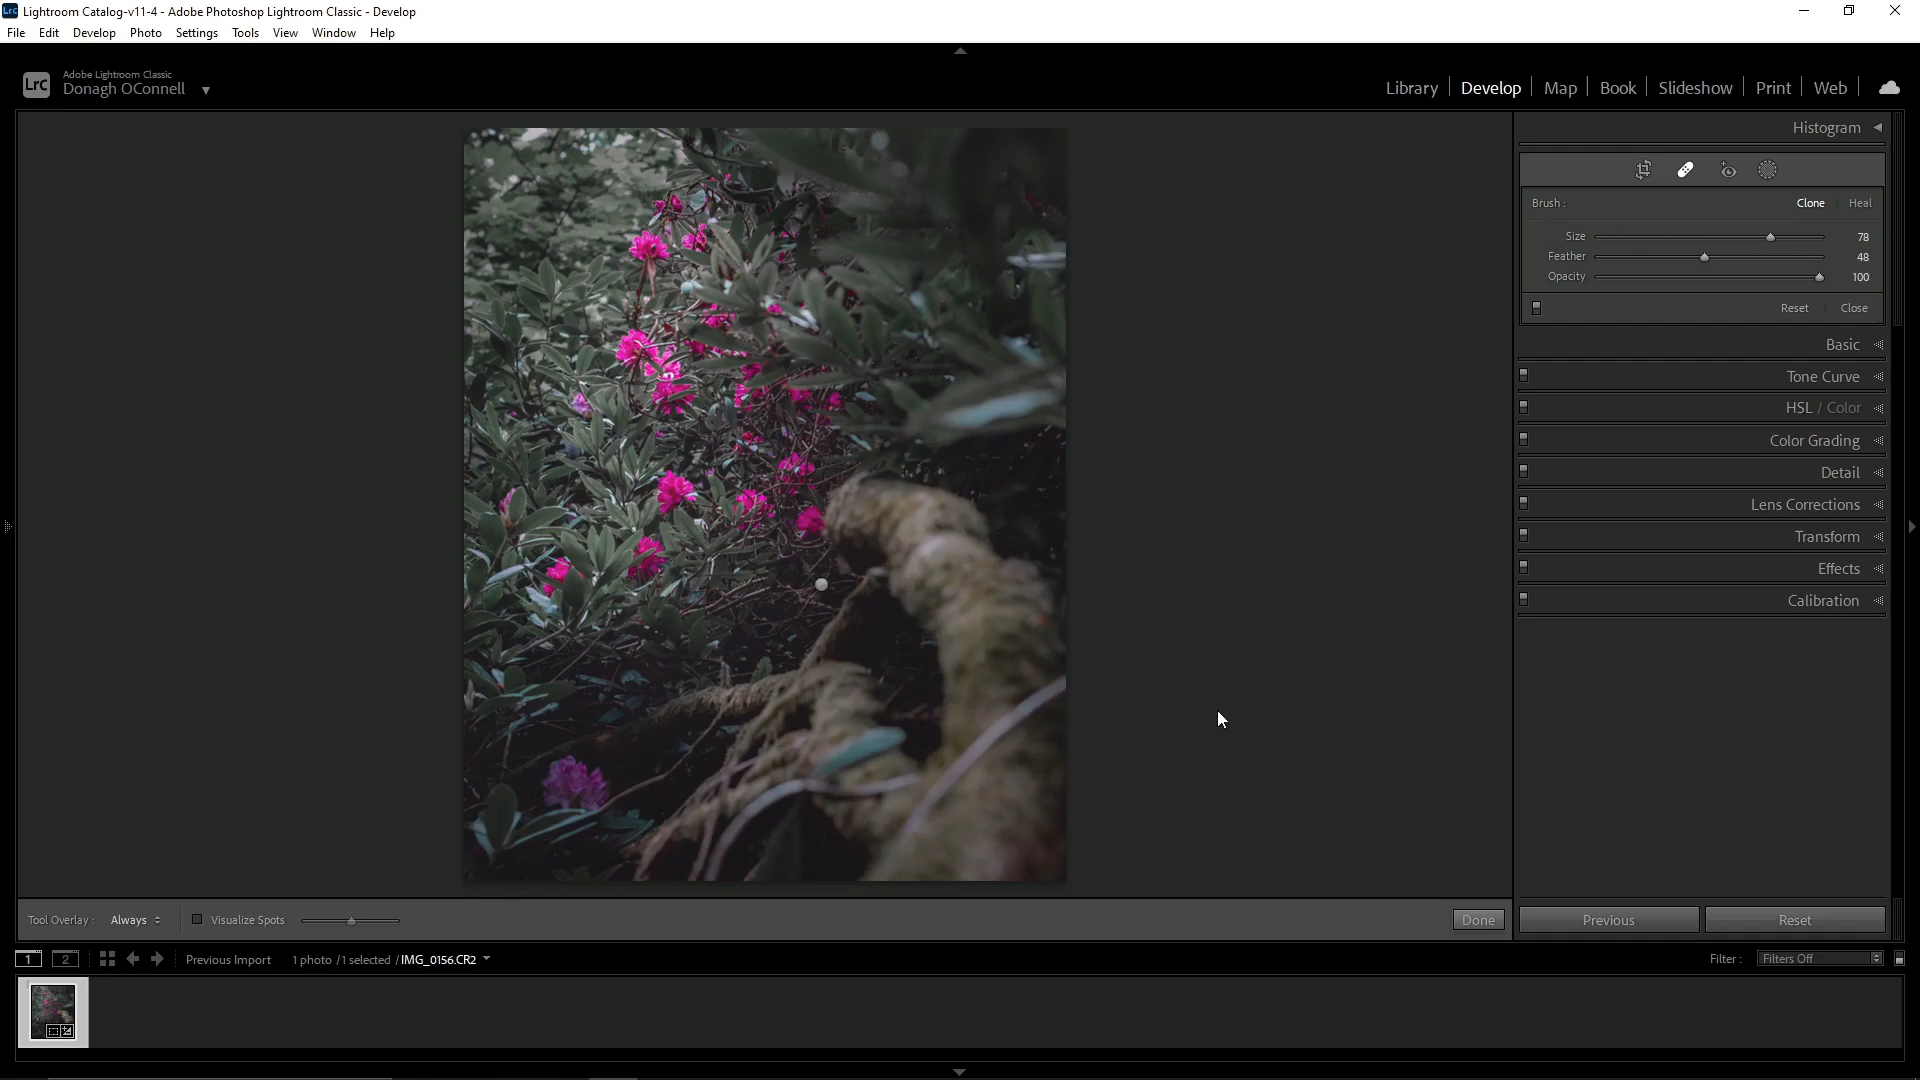 Lrc Lightroom Catalog-v11-4 - Adobe Photoshop Lightroom Classic - Develop
File Edit Develop Photo Settings Tools View Window Help
LrC Adobe Lightroom Classic
Donagh OConnell
Library Develop Map Book Slideshow Print Web
Histogram
Brush : Clone Heal
Size 78
Feather 48
Opacity 100
Reset Close
Basic
Tone Curve
HSL / Color
Color Grading
Detail
Lens Corrections
Transform
Effects
Calibration
Tool Overlay : Always Visualize Spots Done Previous Reset
1 2 Previous Import 1 photo / 1 selected / IMG_0156.CR2 Filter : Filters Off